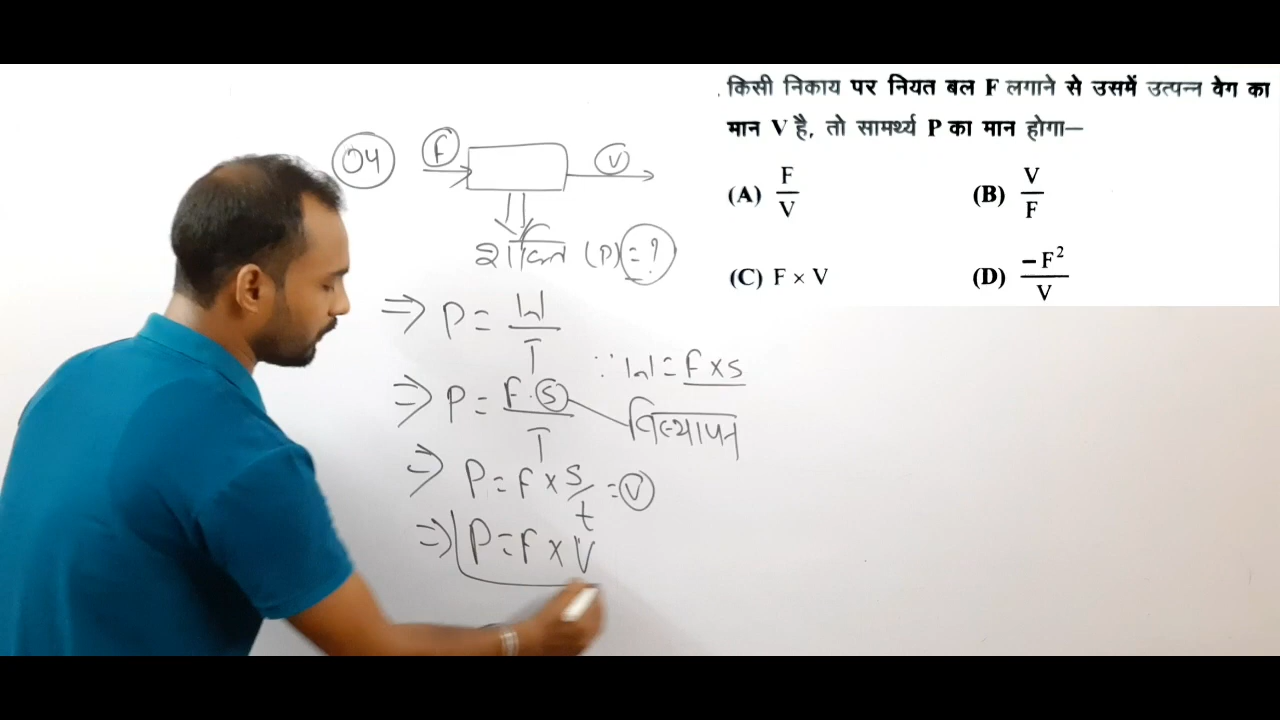 किसी निकाय पर नियत बल F लगाने से उसमें उत्पन्न वेग का
मान V है, तो सामर्थ्य P का मान होगा—
(A) F/V (B) V/F
(C) F × V (D) -F²/V
04 F V
शक्ति (P) = ?
⇒ P = W/T
∵ W = F × s
⇒ P = F·s/T
विस्थापन
⇒ P = F × s/t = V
⇒ P = F × V